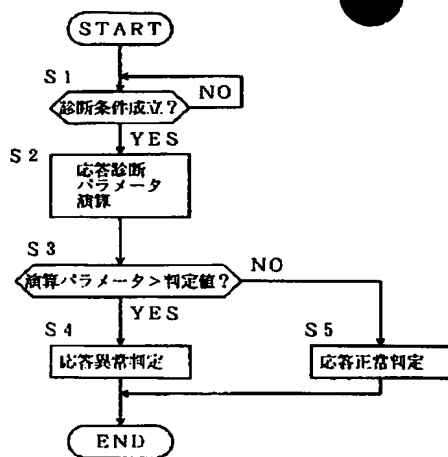 START
S1
診断条件成立?
NO
YES
S2
応答診断
パラメータ
演算
S3
演算パラメータ>判定値?
NO
YES
S4
応答異常判定
S5
応答正常判定
END